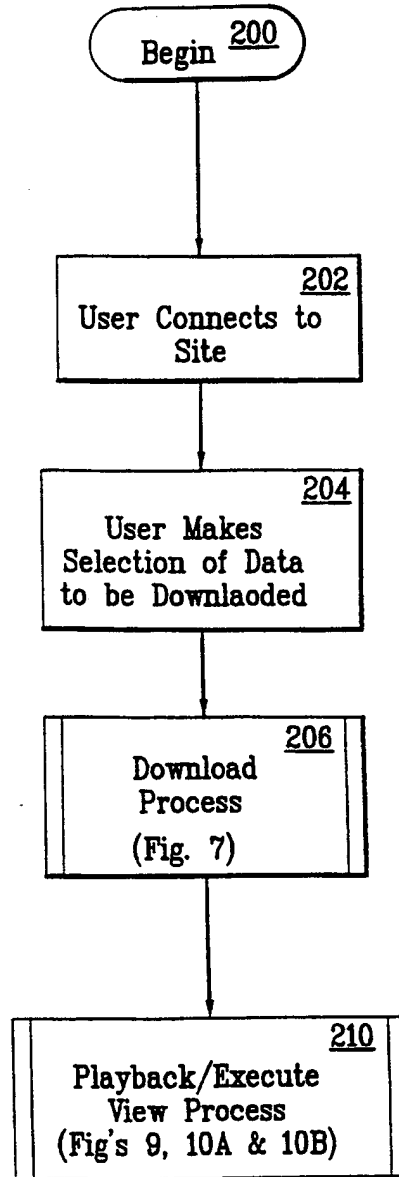 200
Begin
202
User Connects to
Site
204
User Makes
Selection of Data
to be Downlaoded
206
Download
Process
(Fig. 7)
210
Playback/Execute
View Process
(Fig's 9, 10A & 10B)